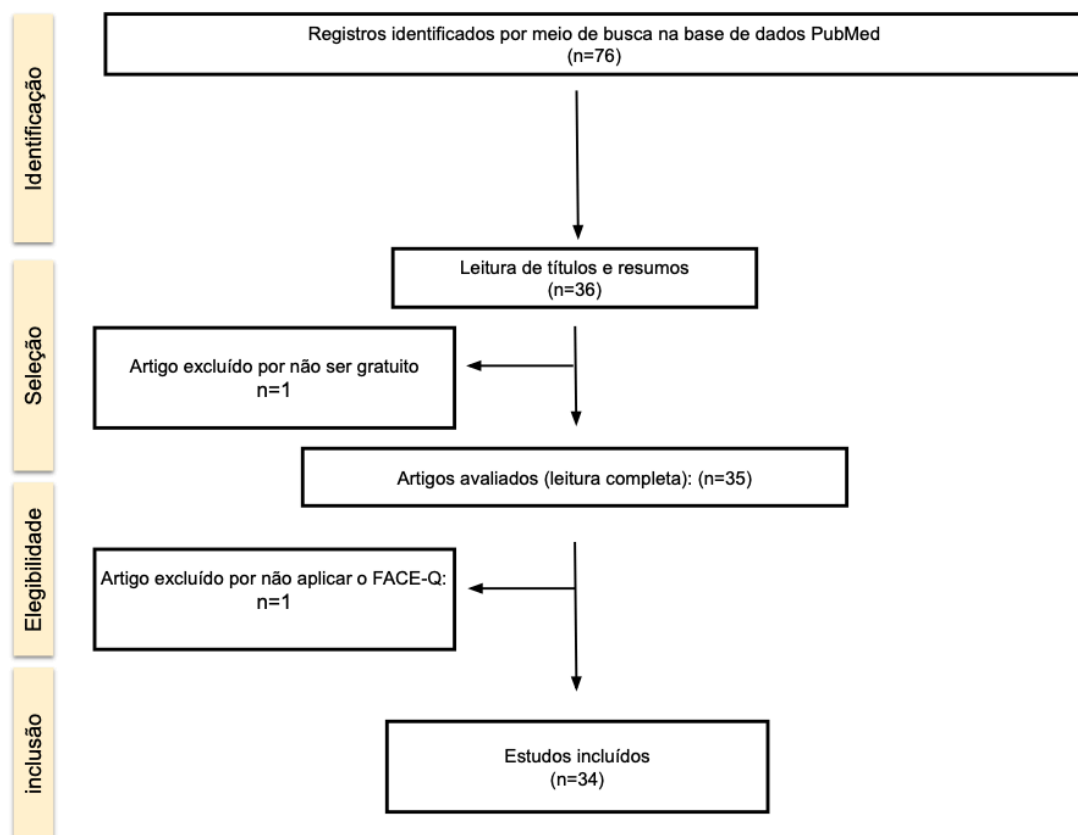 Identificação
Registros identificados por meio de busca na base de dados PubMed
(n=76)
Seleção
Leitura de títulos e resumos
(n=36)
Artigo excluído por não ser gratuito
n=1
Artigos avaliados (leitura completa): (n=35)
Elegibilidade
Artigo excluído por não aplicar o FACE-Q:
n=1
inclusão
Estudos incluídos
(n=34)